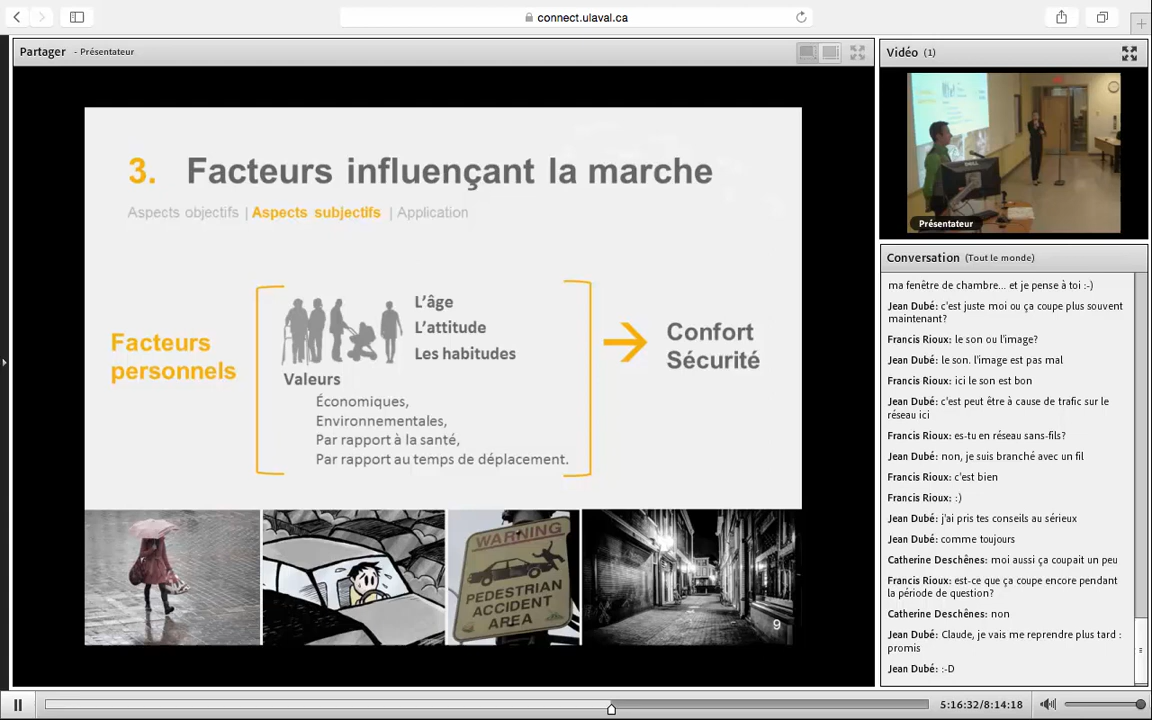 connect.ulaval.ca
Partager - Présentateur
3. Facteurs influençant la marche
Aspects objectifs | Aspects subjectifs | Application
Facteurs
personnels
L'âge
L'attitude
Les habitudes
Valeurs
Économiques,
Environnementales,
Par rapport à la santé,
Par rapport au temps de déplacement.
Confort
Sécurité
WARNING
PEDESTRIAN
ACCIDENT
AREA
9
Vidéo (1)
Présentateur
Conversation (Tout le monde)
ma fenêtre de chambre... et je pense à toi :-)
Jean Dubé: c'est juste moi ou ça coupe plus souvent
maintenant?
Francis Rioux: le son ou l'image?
Jean Dubé: le son. l'image est pas mal
Francis Rioux: ici le son est bon
Jean Dubé: c'est peut être à cause de trafic sur le
réseau ici
Francis Rioux: es-tu en réseau sans-fils?
Jean Dubé: non, je suis branché avec un fil
Francis Rioux: c'est bien
Francis Rioux: :)
Jean Dubé: j'ai pris tes conseils au sérieux
Jean Dubé: comme toujours
Catherine Deschênes: moi aussi ça coupait un peu
Francis Rioux: est-ce que ça coupe encore pendant
la période de question?
Catherine Deschênes: non
Jean Dubé: Claude, je vais me reprendre plus tard :
promis
Jean Dubé: :-D
5:16:32/8:14:18